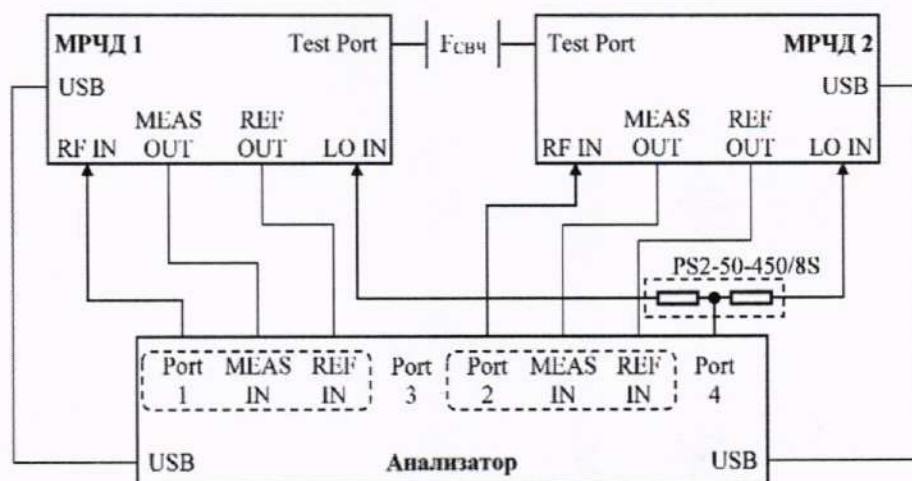 МРЧД 1
Test Port
USB
MEAS
OUT
REF
OUT
RF IN
LO IN
Fсвч
Test Port
МРЧД 2
USB
MEAS
OUT
REF
OUT
RF IN
LO IN
PS2-50-450/8S
Port
1
MEAS
IN
REF
IN
Port
3
Port
2
MEAS
IN
REF
IN
Port
4
USB
Анализатор
USB